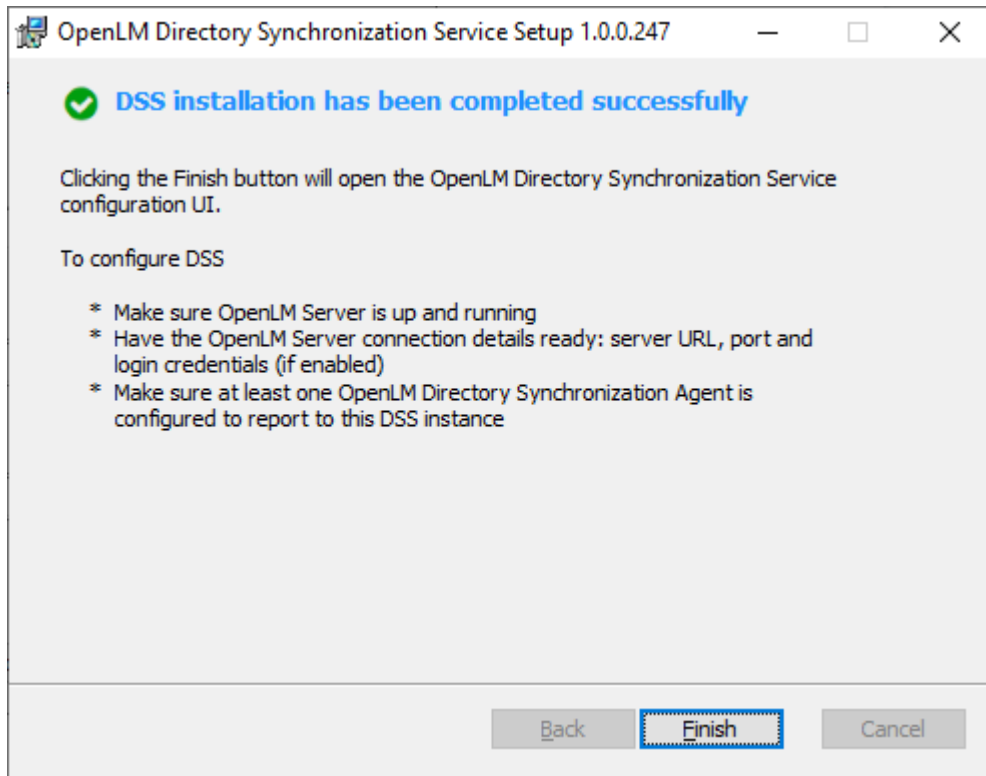 OpenLM Directory Synchronization Service Setup 1.0.0.247
DSS installation has been completed successfully
Clicking the Finish button will open the OpenLM Directory Synchronization Service
configuration UI.
To configure DSS
* Make sure OpenLM Server is up and running
* Have the OpenLM Server connection details ready: server URL, port and
login credentials (if enabled)
* Make sure at least one OpenLM Directory Synchronization Agent is
configured to report to this DSS instance
Back Finish Cancel